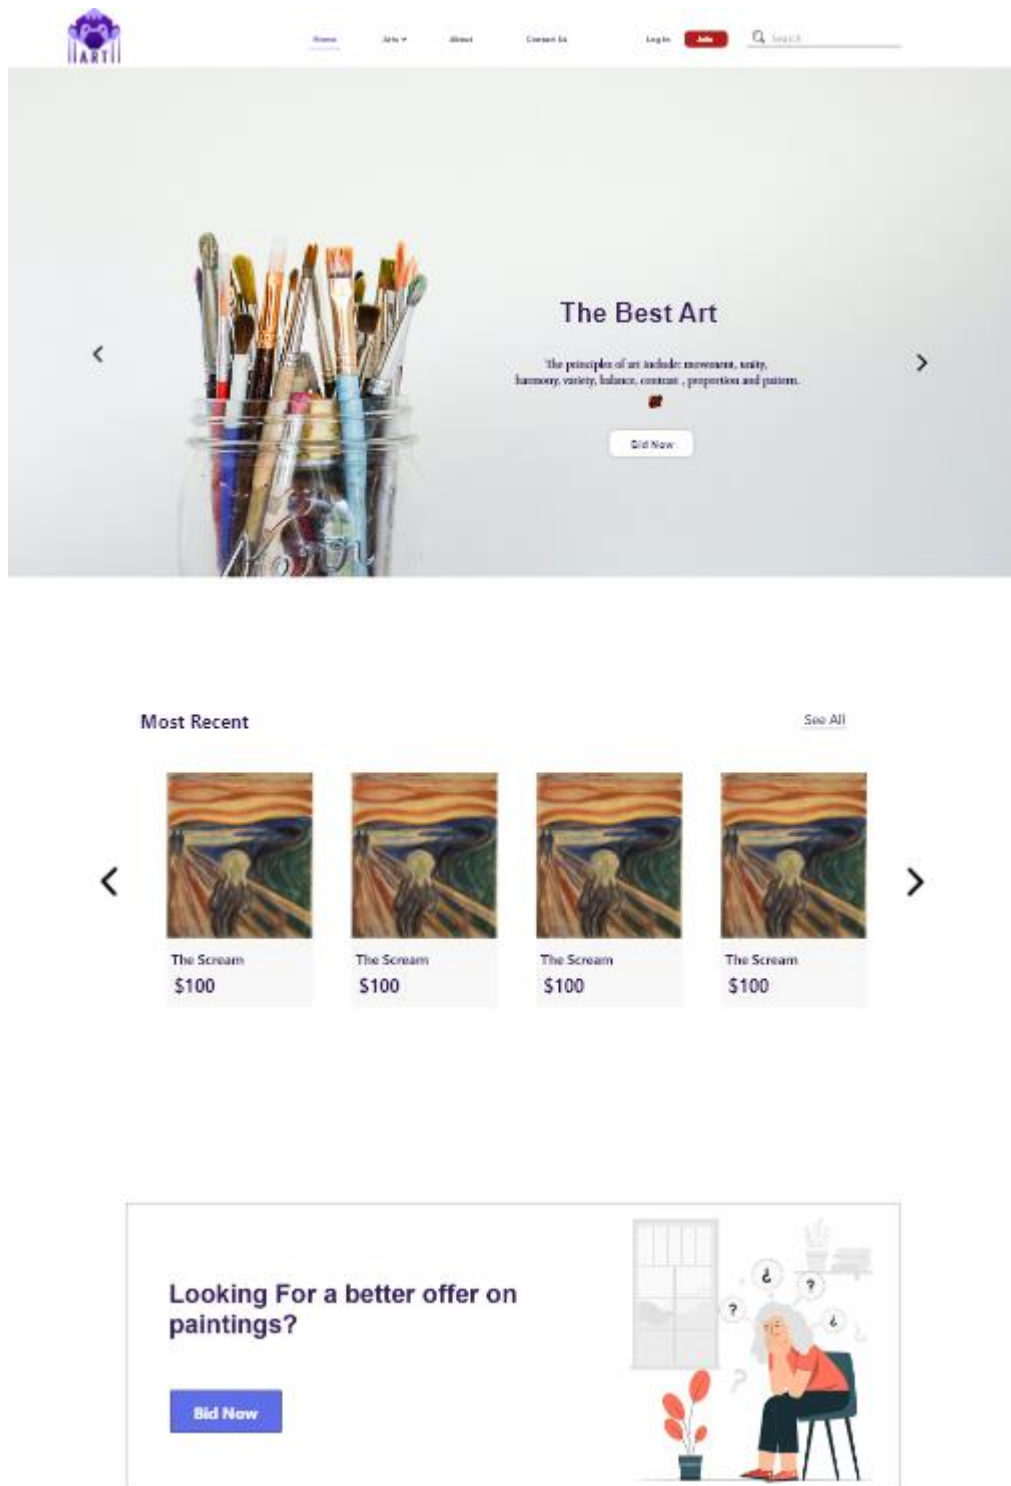 ART
Home
Arts
About
Contact Us
Log In
Join
Search
The Best Art
The principles of art include: movement, unity,
harmony, variety, balance, contrast , proportion and pattern.
Bid Now
Most Recent
See All
The Scream
$100
The Scream
$100
The Scream
$100
The Scream
$100
Looking For a better offer on
paintings?
Bid Now
¿
?
?
¿
¿
?